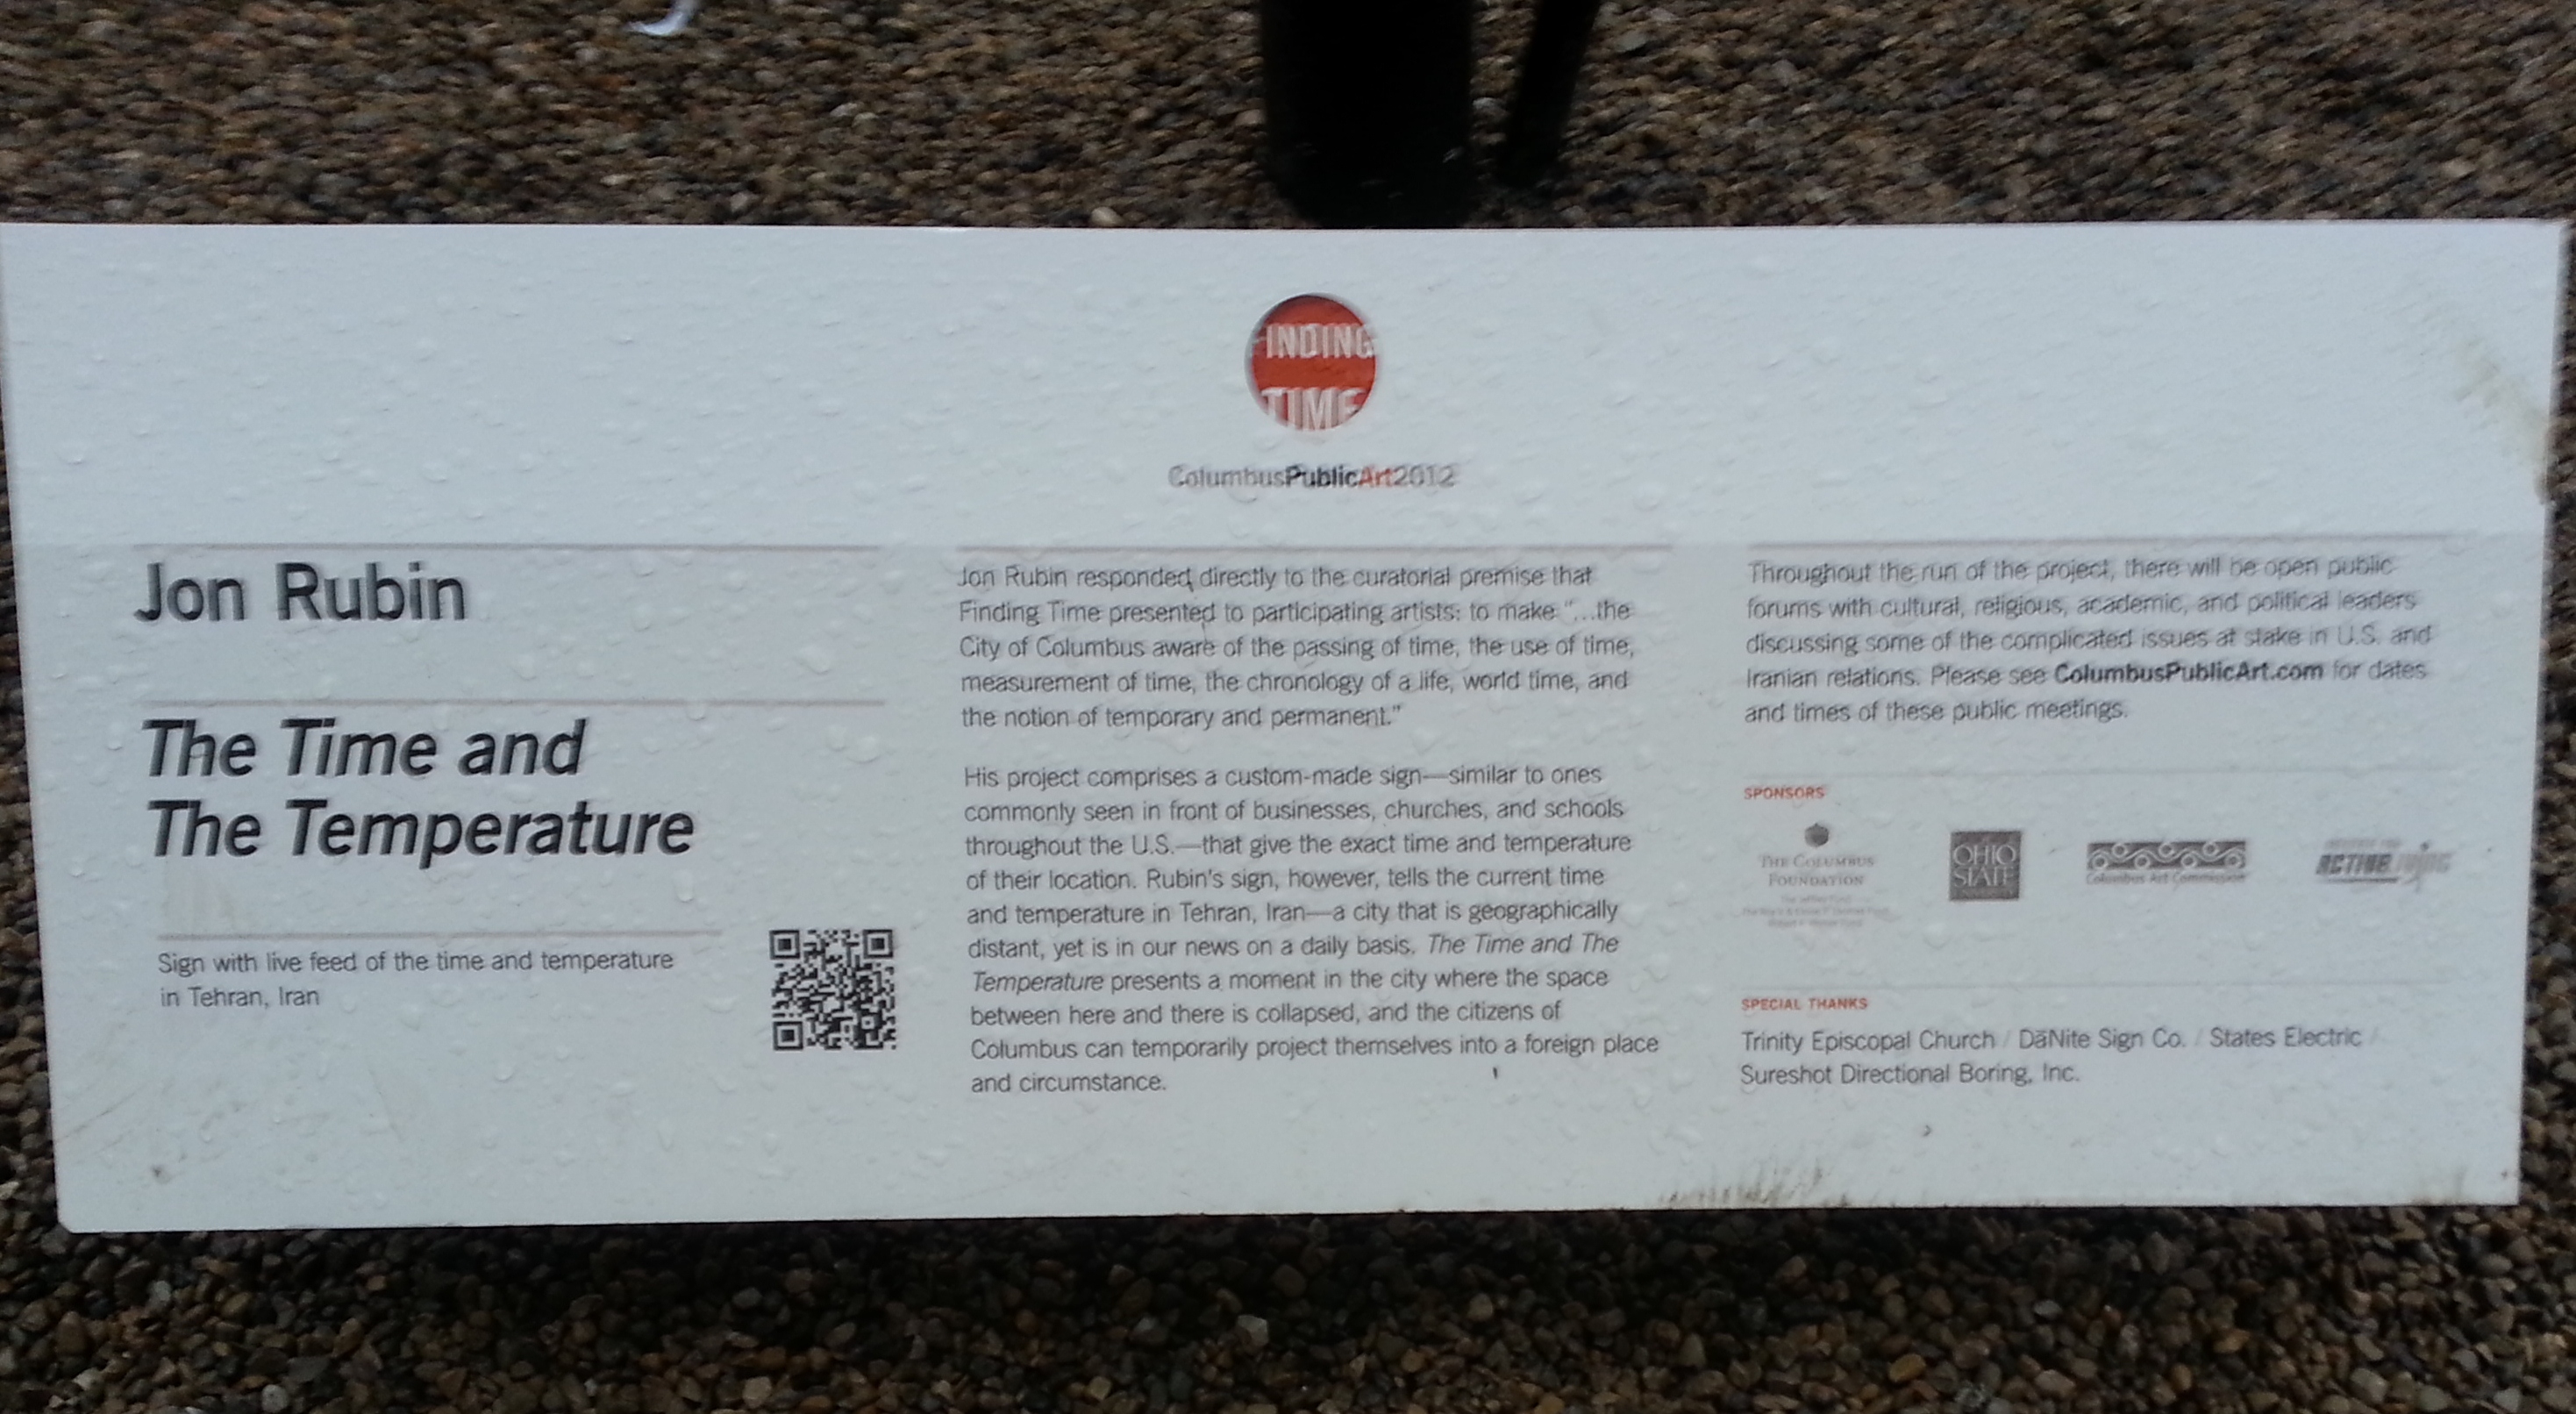 FINDING
TIME
ColumbusPublicArt2012
Jon Rubin
The Time and
The Temperature
Sign with live feed of the time and temperature
in Tehran, Iran
Jon Rubin responded directly to the curatorial premise that
Finding Time presented to participating artists: to make “...the
City of Columbus aware of the passing of time, the use of time,
measurement of time, the chronology of a life, world time, and
the notion of temporary and permanent.”
His project comprises a custom-made sign—similar to ones
commonly seen in front of businesses, churches, and schools
throughout the U.S.—that give the exact time and temperature
of their location. Rubin's sign, however, tells the current time
and temperature in Tehran, Iran—a city that is geographically
distant, yet is in our news on a daily basis. The Time and The
Temperature presents a moment in the city where the space
between here and there is collapsed, and the citizens of
Columbus can temporarily project themselves into a foreign place
and circumstance.
Throughout the run of the project, there will be open public
forums with cultural, religious, academic, and political leaders
discussing some of the complicated issues at stake in U.S. and
Iranian relations. Please see ColumbusPublicArt.com for dates
and times of these public meetings.
SPONSORS
THE COLUMBUS
FOUNDATION
OHIO
STATE
Columbus Art Commission
ACTIVE
SPECIAL THANKS
Trinity Episcopal Church / DāNite Sign Co. / States Electric /
Sureshot Directional Boring, Inc.